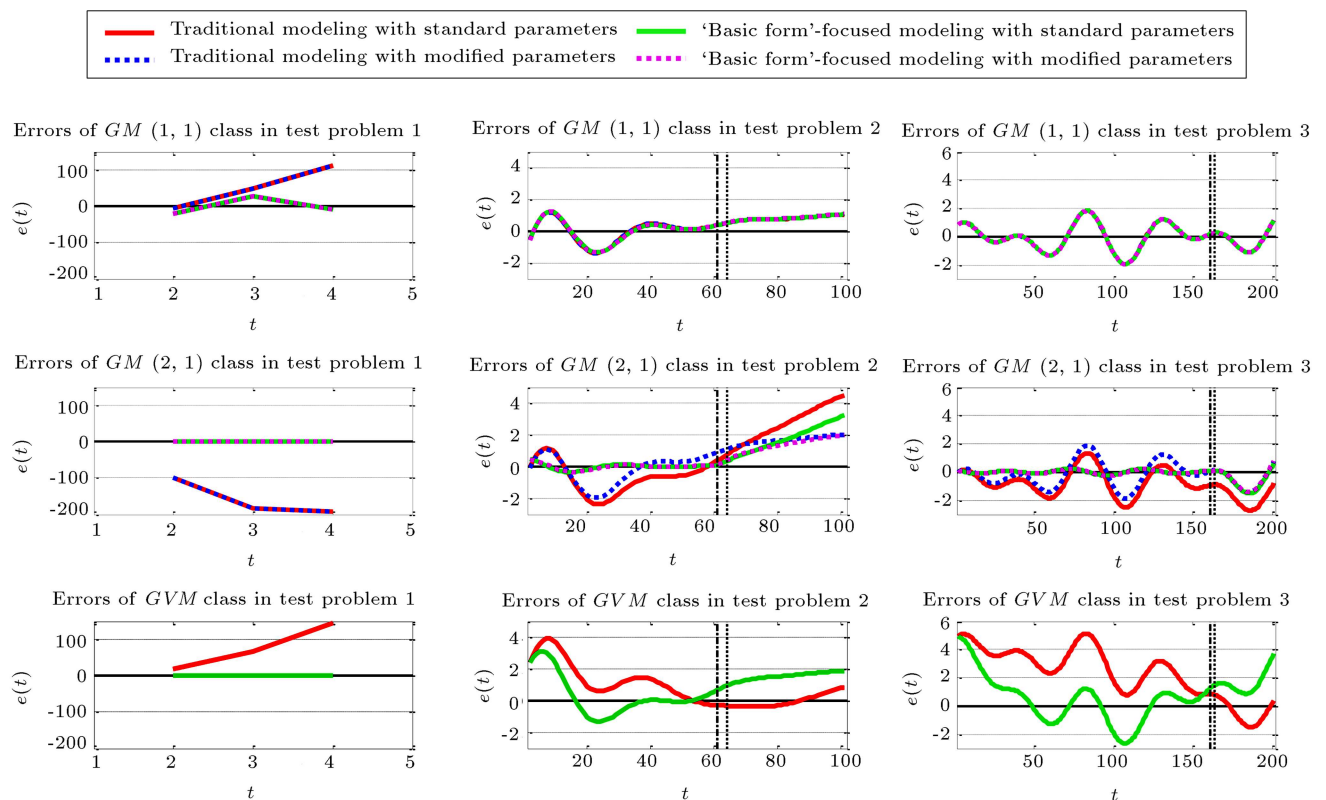 Traditional modeling with standard parameters
‘Basic form’-focused modeling with standard parameters
Traditional modeling with modified parameters
‘Basic form’-focused modeling with modified parameters
Errors of GM (1, 1) class in test problem 1
100
0
-100
-200
e(t)
1 2 3 4 5
t
Errors of GM (1, 1) class in test problem 2
4
2
0
-2
e(t)
20 40 60 80 100
t
Errors of GM (1, 1) class in test problem 3
6
4
2
0
-2
e(t)
50 100 150 200
t
Errors of GM (2, 1) class in test problem 1
100
0
-100
-200
e(t)
1 2 3 4 5
t
Errors of GM (2, 1) class in test problem 2
4
2
0
-2
e(t)
20 40 60 80 100
t
Errors of GM (2, 1) class in test problem 3
6
4
2
0
-2
e(t)
50 100 150 200
t
Errors of GVM class in test problem 1
100
0
-100
-200
e(t)
1 2 3 4 5
t
Errors of GVM class in test problem 2
4
2
0
-2
e(t)
20 40 60 80 100
t
Errors of GVM class in test problem 3
6
4
2
0
-2
e(t)
50 100 150 200
t